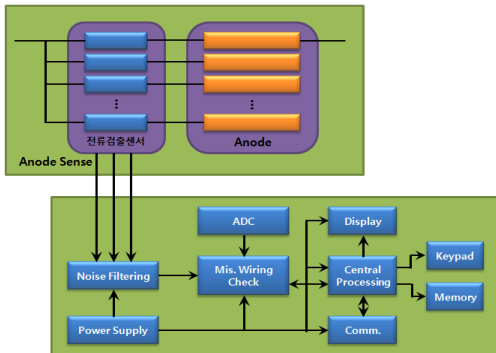 전류검출센서
Anode
Anode Sense
ADC
Display
Noise Filtering
Mis. Wiring
Check
Central
Processing
Keypad
Memory
Power Supply
Comm.